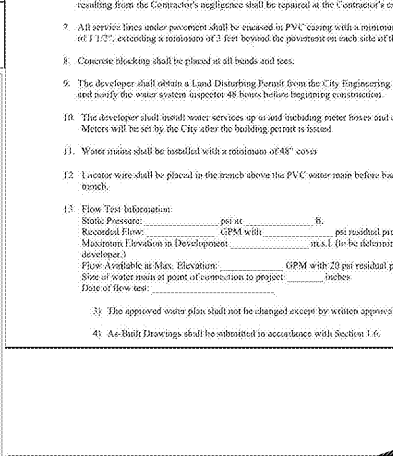 resulting from the Contractor's negligence shall be repaired at the Contractor's
7. All service lines under pavement shall be encased in PVC casing with a minimum
of 1 1/2", extending a minimum of 3 feet beyond the pavement on each side of
8. Concrete blocking shall be placed at all bends and tees.
9. The developer shall obtain a Land Disturbing Permit from the City Engineering
and notify the water system inspector 48 hours before beginning construction.
10. The developer shall install water services up to and including meter boxes and
Meters will be set by the City after the building permit is issued.
11. Water mains shall be installed with a minimum of 48" cover
12. Locator wire shall be placed in the trench above the PVC water main before
trench.
13. Flow Test Information:
Static Pressure: ____________ psi at ____________ ft.
Recorded Flow: ____________ GPM with ____________ psi residual
Maximum Elevation in Development ____________ m.s.l. (to be
developer.)
Flow Available at Max. Elevation: ____________ GPM with 20 psi residual
Size of water main at point of connection to project: ______ inches
Date of flow test: ____________
3) The approved water plan shall not be changed except by written
4) As-Built Drawings shall be submitted in accordance with Section 1.6.